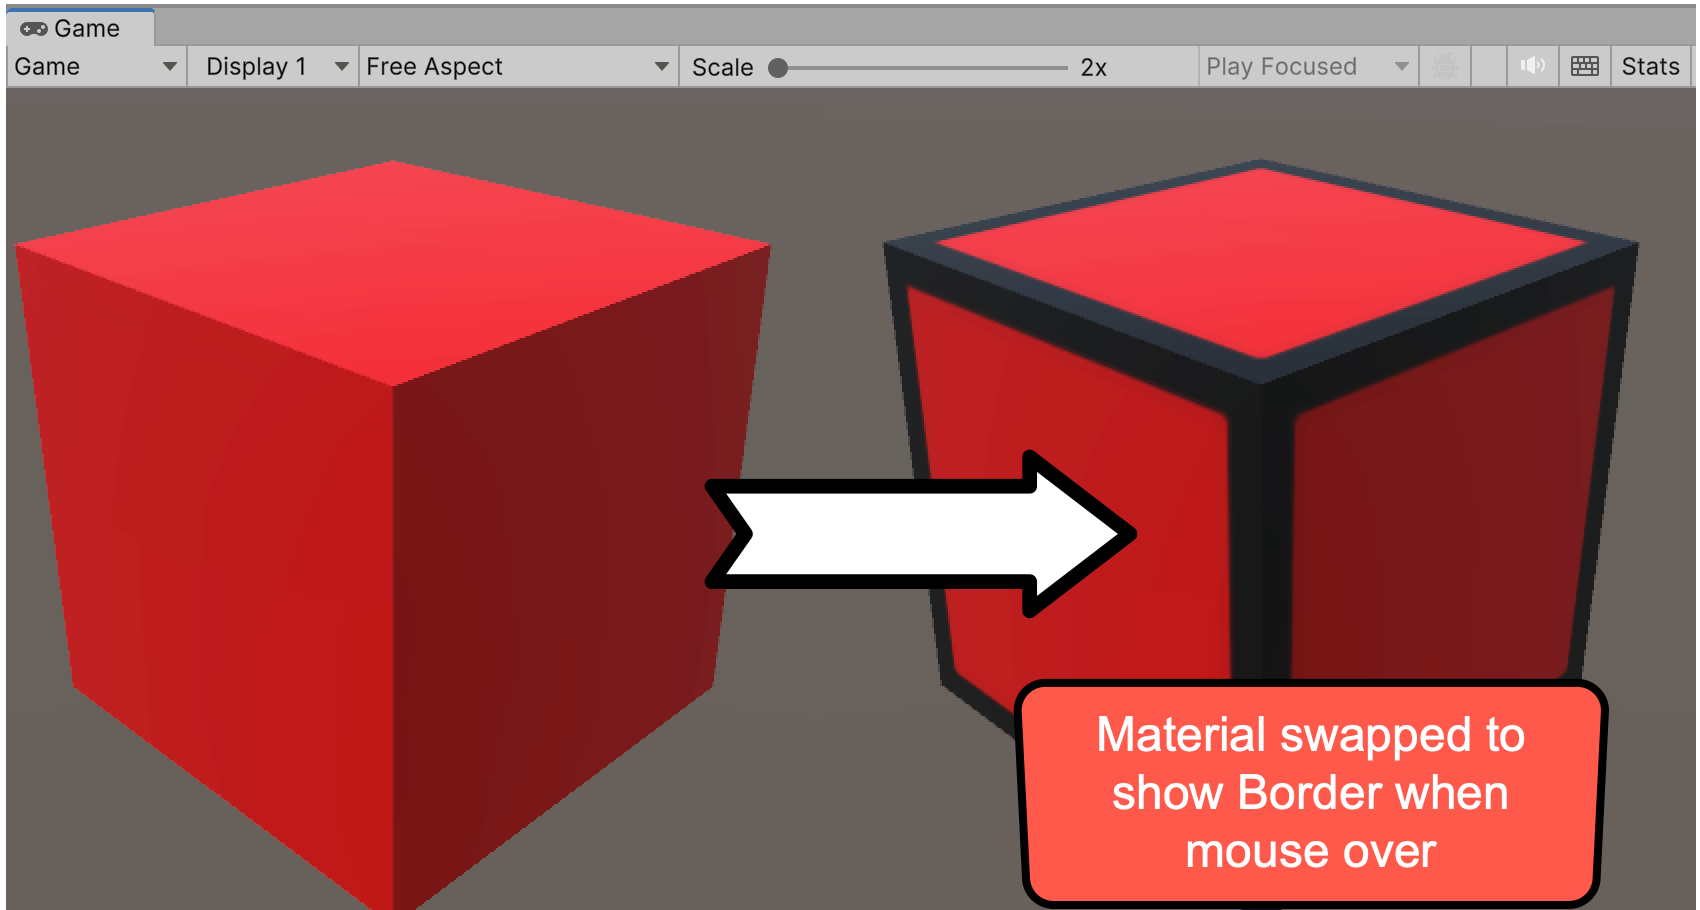 Game
Game Display 1 Free Aspect Scale 2x Play Focused Stats
Material swapped to
show Border when
mouse over